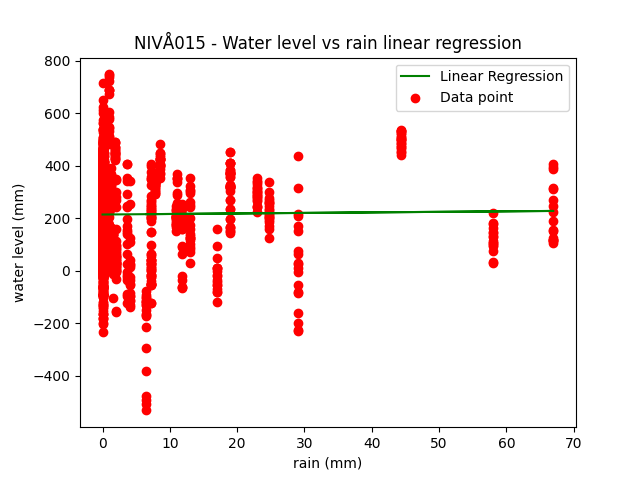 NIVÅ015 - Water level vs rain linear regression
Linear Regression
Data point
800
600
400
200
0
−200
−400
water level (mm)
0 10 20 30 40 50 60 70
rain (mm)